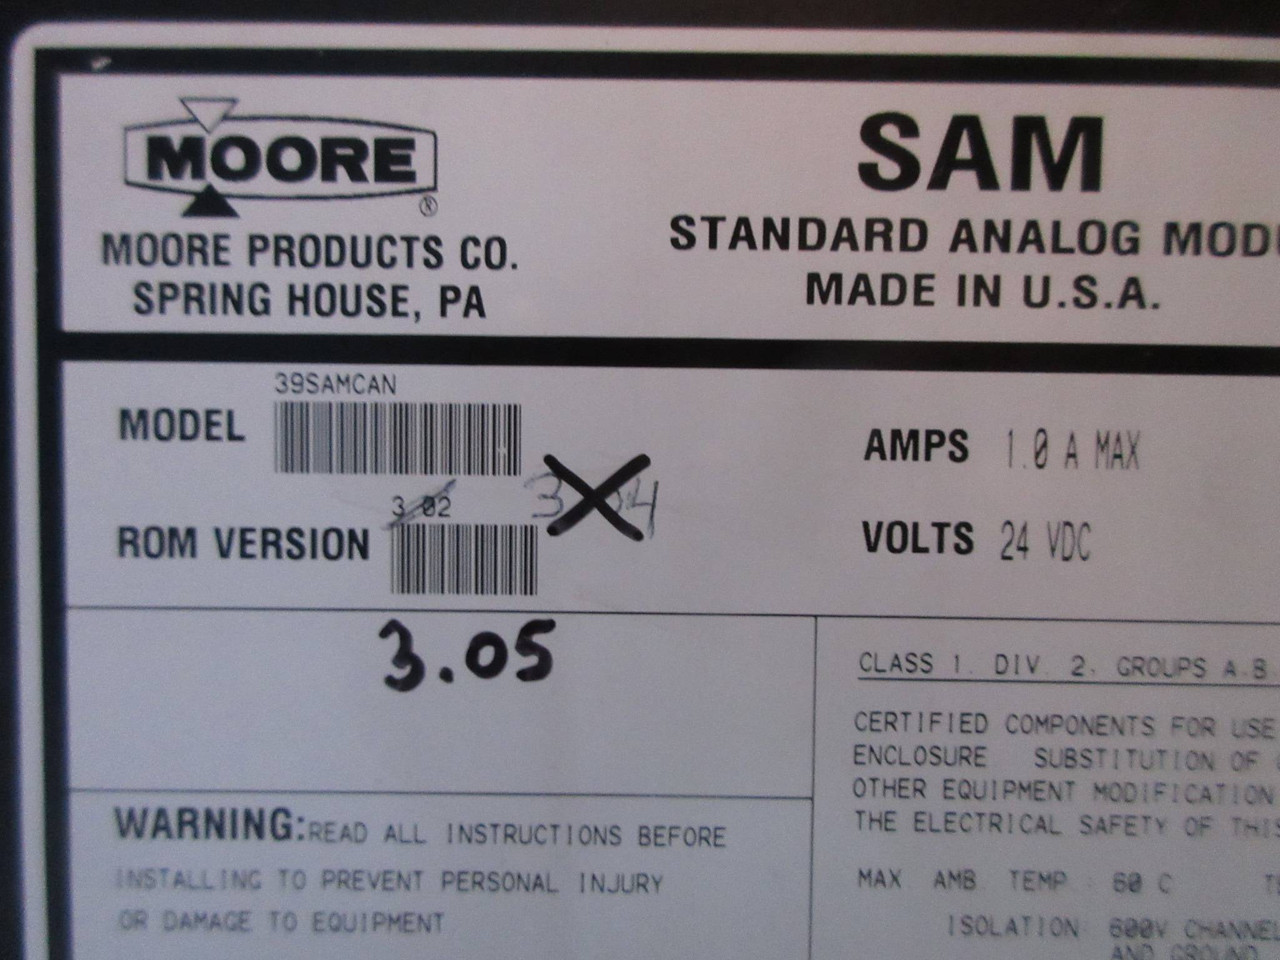 MOORE®
MOORE PRODUCTS CO.
SPRING HOUSE, PA
SAM
STANDARD ANALOG MODU
MADE IN U.S.A.
MODEL 39SAMCAN
ROM VERSION 3.02 3.04
3.05
AMPS 1.0 A MAX
VOLTS 24 VDC
WARNING: READ ALL INSTRUCTIONS BEFORE
INSTALLING TO PREVENT PERSONAL INJURY
OR DAMAGE TO EQUIPMENT
CLASS 1. DIV. 2, GROUPS A.B
CERTIFIED COMPONENTS FOR USE
ENCLOSURE SUBSTITUTION OF
OTHER EQUIPMENT MODIFICATION
THE ELECTRICAL SAFETY OF THIS
MAX AMB TEMP : 60 C
ISOLATION: 600V CHANNEL
AND GROUND